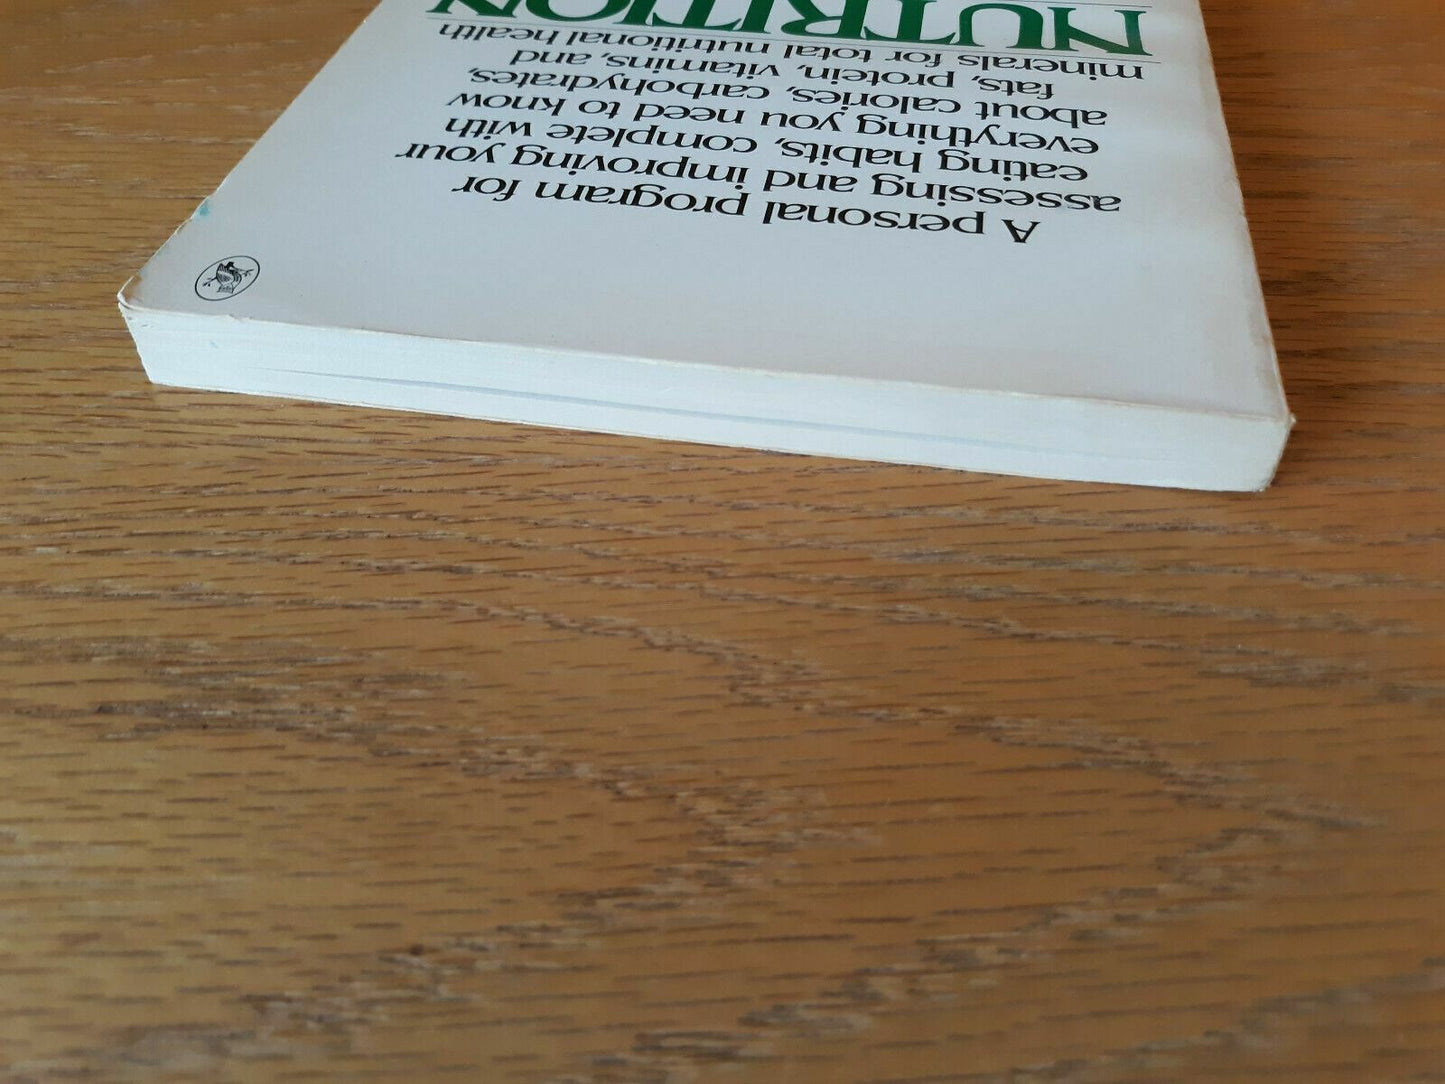 A personal program for
assessing and improving your
eating habits, complete with
everything you need to know
about calories, carbohydrates,
fats, protein, vitamins, and
minerals for total nutritional health
NUTRITION